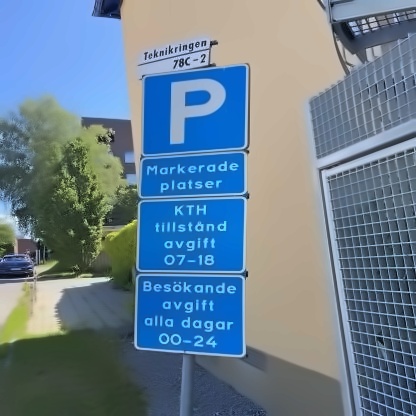 Teknikringen
78C-2
P
Markerade
platser
KTH
tillstånd
avgift
07-18
Besökande
avgift
alla dagar
00-24